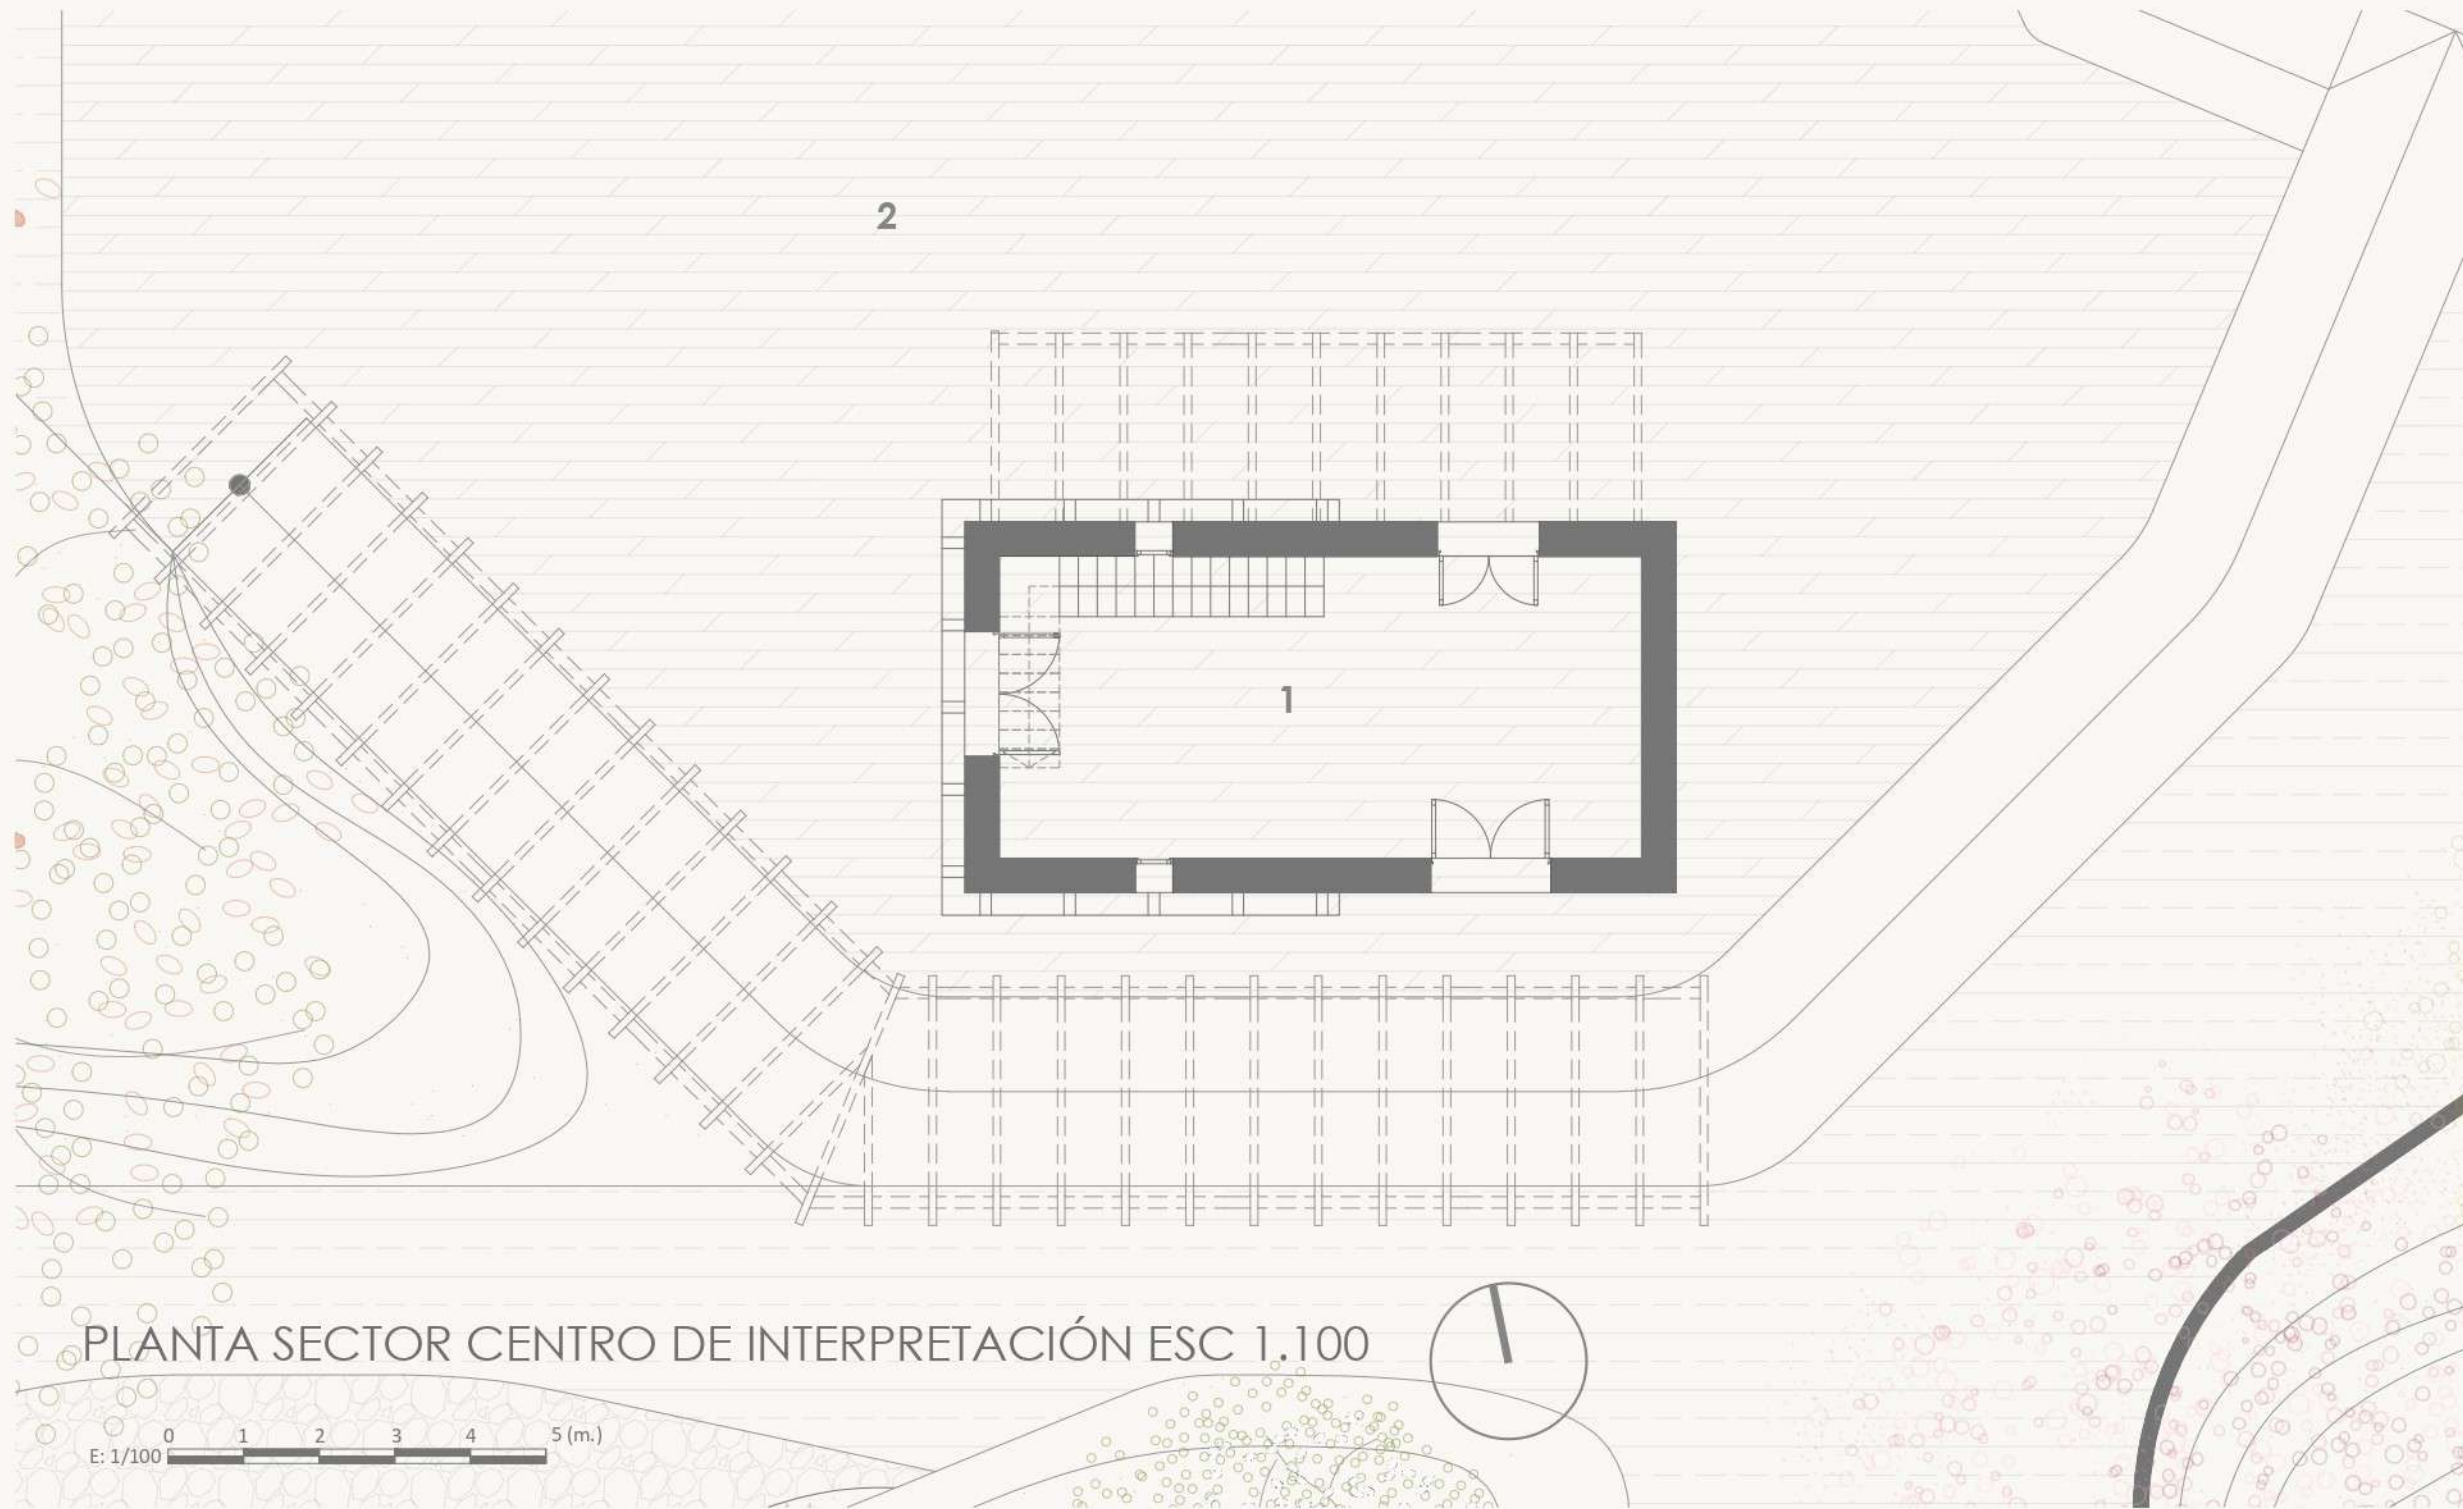 2
1
PLANTA SECTOR CENTRO DE INTERPRETACIÓN ESC 1.100
0 1 2 3 4 5 (m.)
E: 1/100